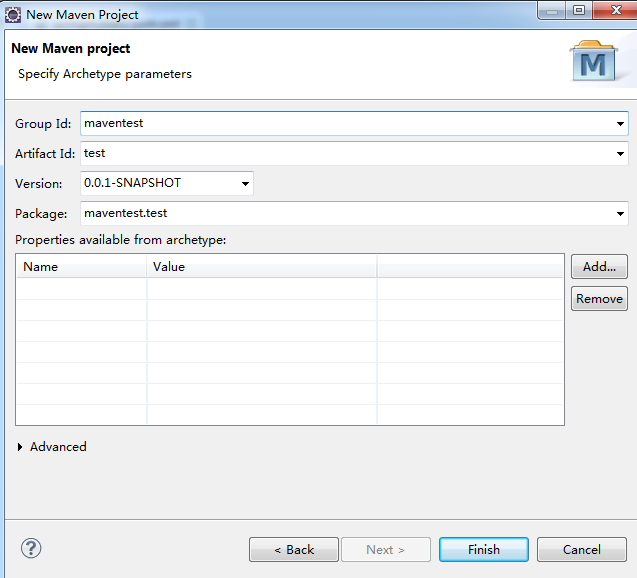 New Maven Project
New Maven project
Specify Archetype parameters
M
Group Id: maventest
Artifact Id: test
Version: 0.0.1-SNAPSHOT
Package: maventest.test
Properties available from archetype:
Name Value
Add...
Remove
Advanced
? < Back Next > Finish Cancel